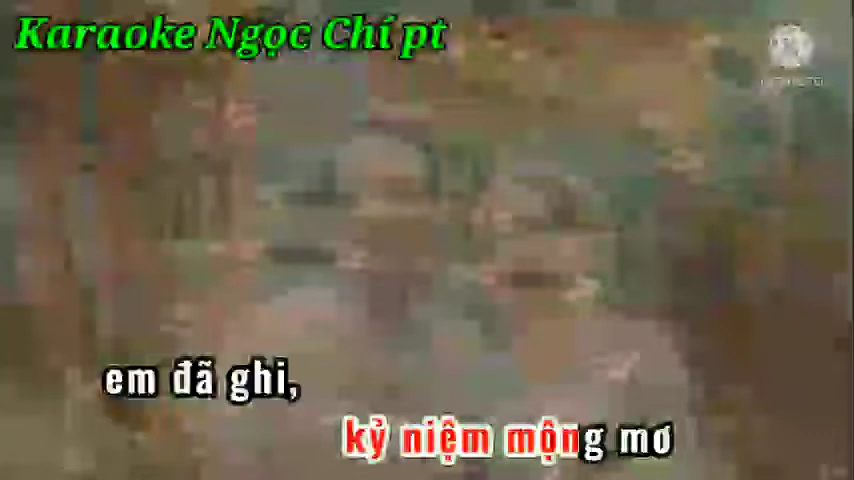 Karaoke Ngọc Chí pt
em đã ghi,
kỷ niệm mộng mơ